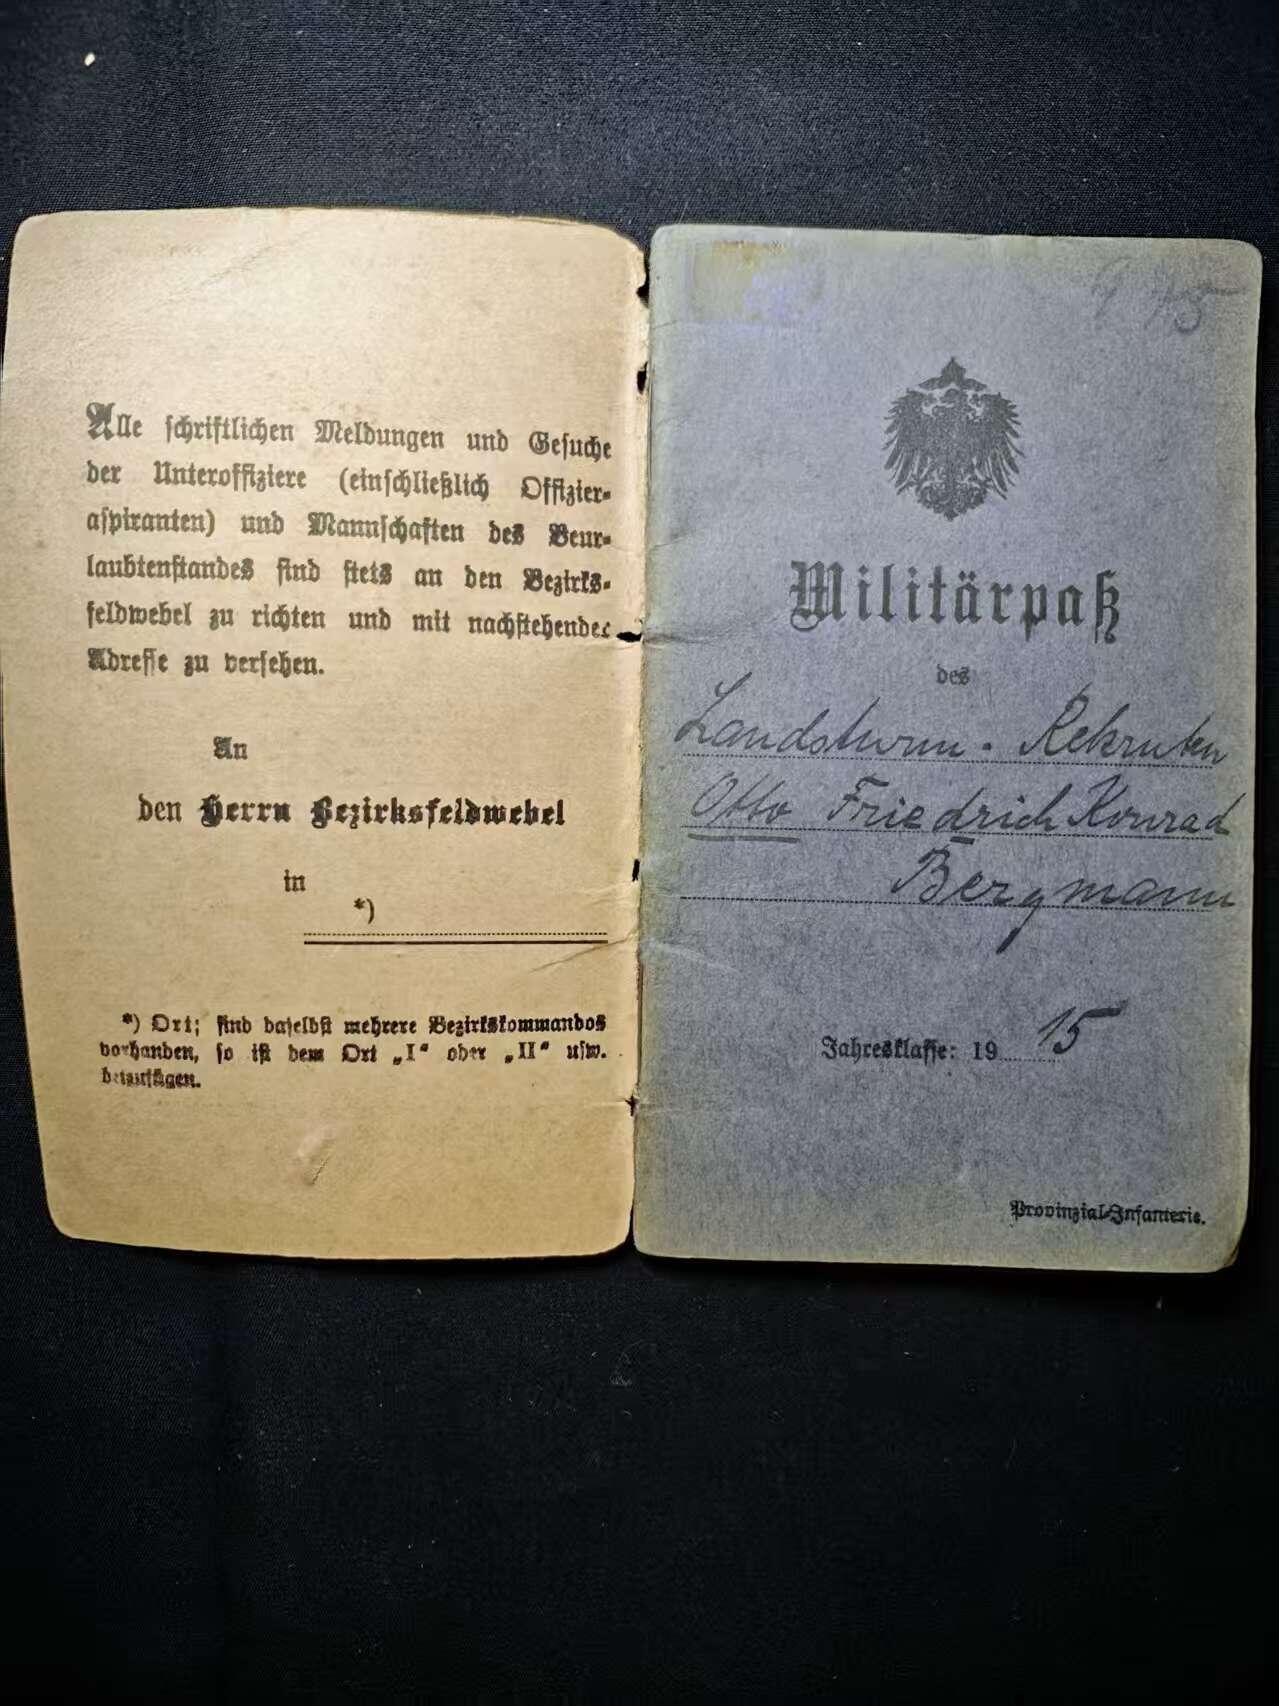 Alle schriftlichen Meldungen und Gesuche
der Unteroffiziere (einschließlich Offizier-
aspiranten) und Mannschaften des Beur-
laubtenstandes sind stets an den Bezirks-
feldwebel zu richten und mit nachstehender
Adresse zu versehen.
An
den Herrn Bezirksfeldwebel
in
*)
*) Ort; sind daselbst mehrere Bezirkskommandos
vorhanden, so ist dem Ort „I“ oder „II“ usw.
beizufügen.
Militärpaß
des
Landsturm-Rekruten
Otto Friedrich Konrad
Bergmann
Jahresklasse: 1915
Provinzial-Infanterie.